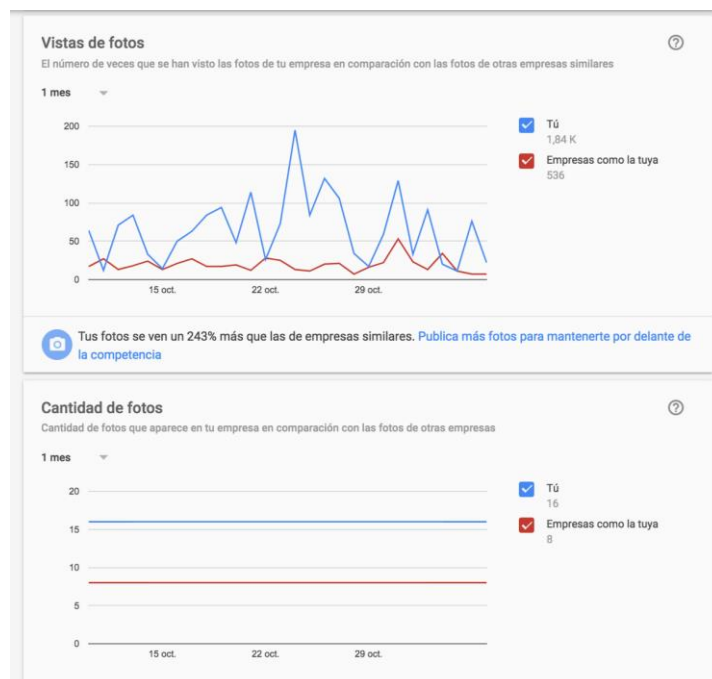 Vistas de fotos
El número de veces que se han visto las fotos de tu empresa en comparación con las fotos de otras empresas similares
1 mes
200
150
100
50
0
15 oct.
22 oct.
29 oct.
Tú
1,84 K
Empresas como la tuya
536
Tus fotos se ven un 243% más que las de empresas similares. Publica más fotos para mantenerte por delante de
la competencia
Cantidad de fotos
Cantidad de fotos que aparece en tu empresa en comparación con las fotos de otras empresas
1 mes
20
15
10
5
0
15 oct.
22 oct.
29 oct.
Tú
16
Empresas como la tuya
8